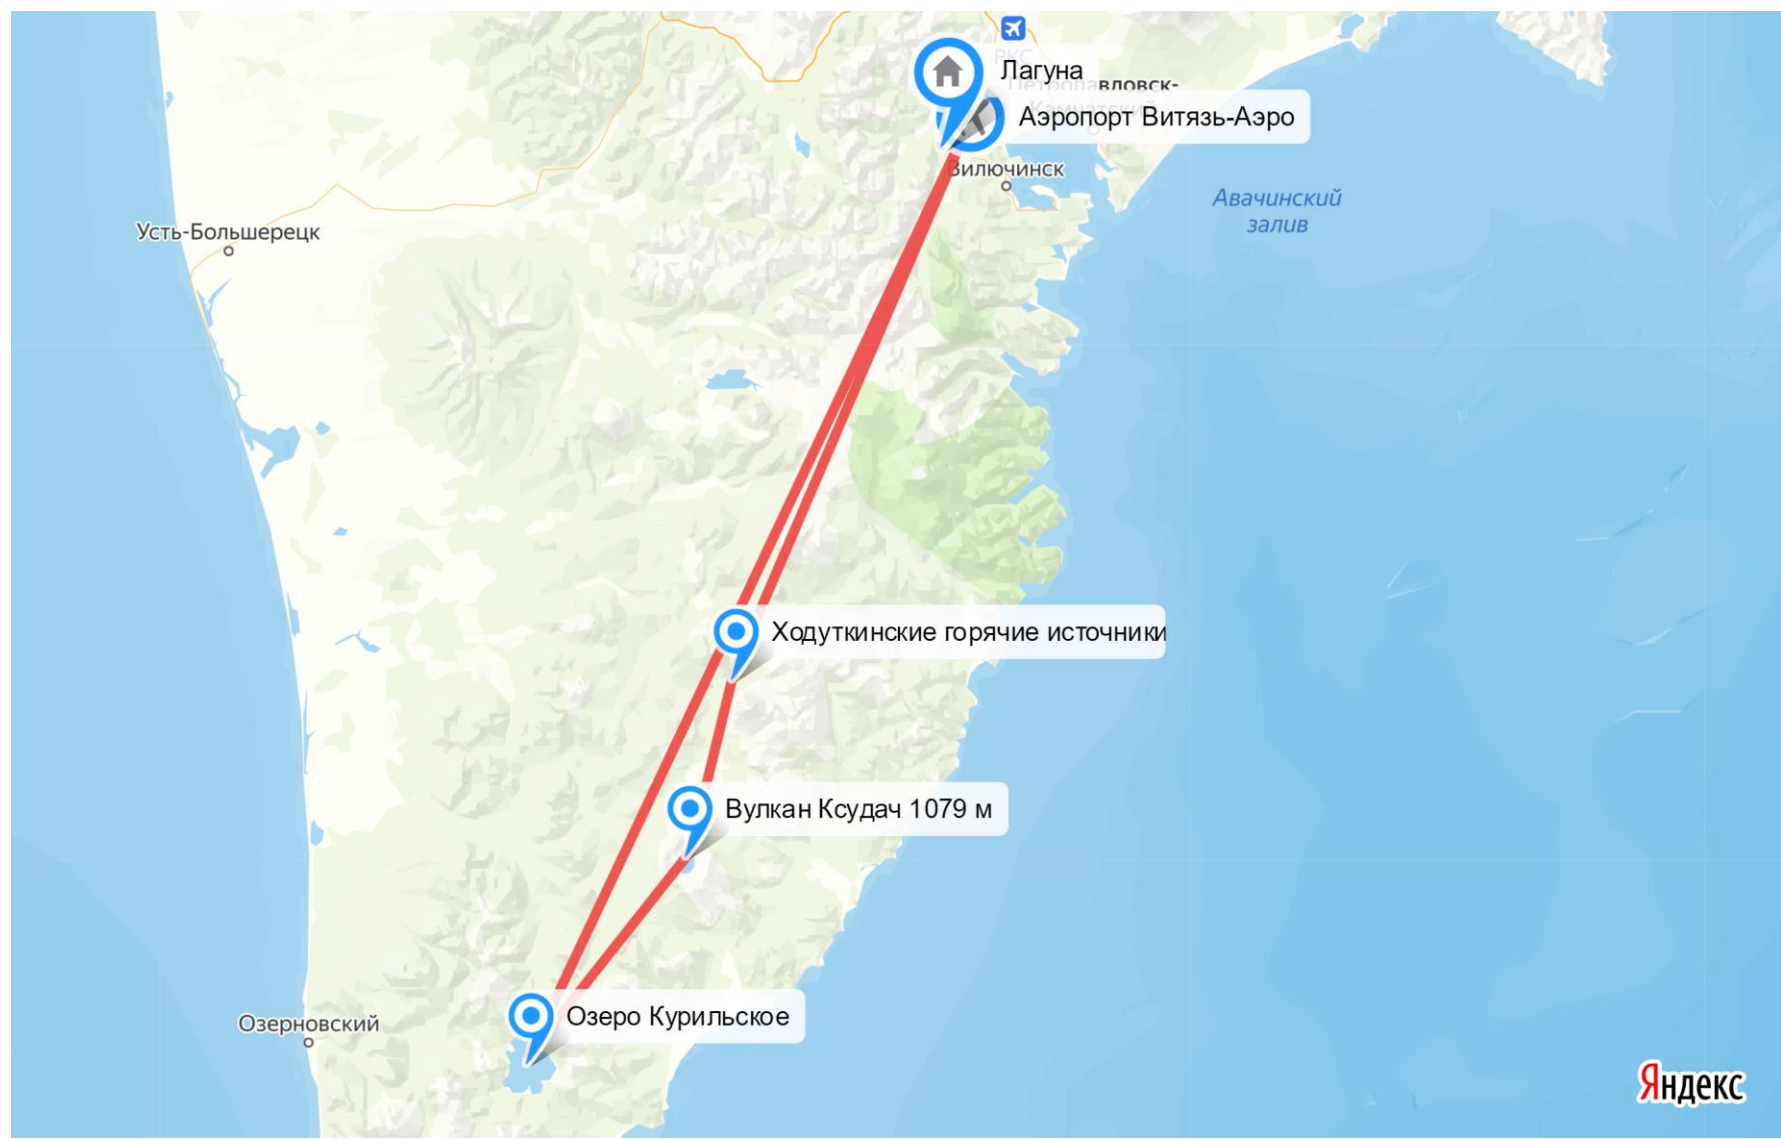 Лагуна
вловск-
Аэропорт Витязь-Аэро
Вилючинск
Авачинский
залив
Усть-Большерецк
Ходуткинские горячие источники
Вулкан Ксудач 1079 м
Озеро Курильское
Озерновский
Яндекс